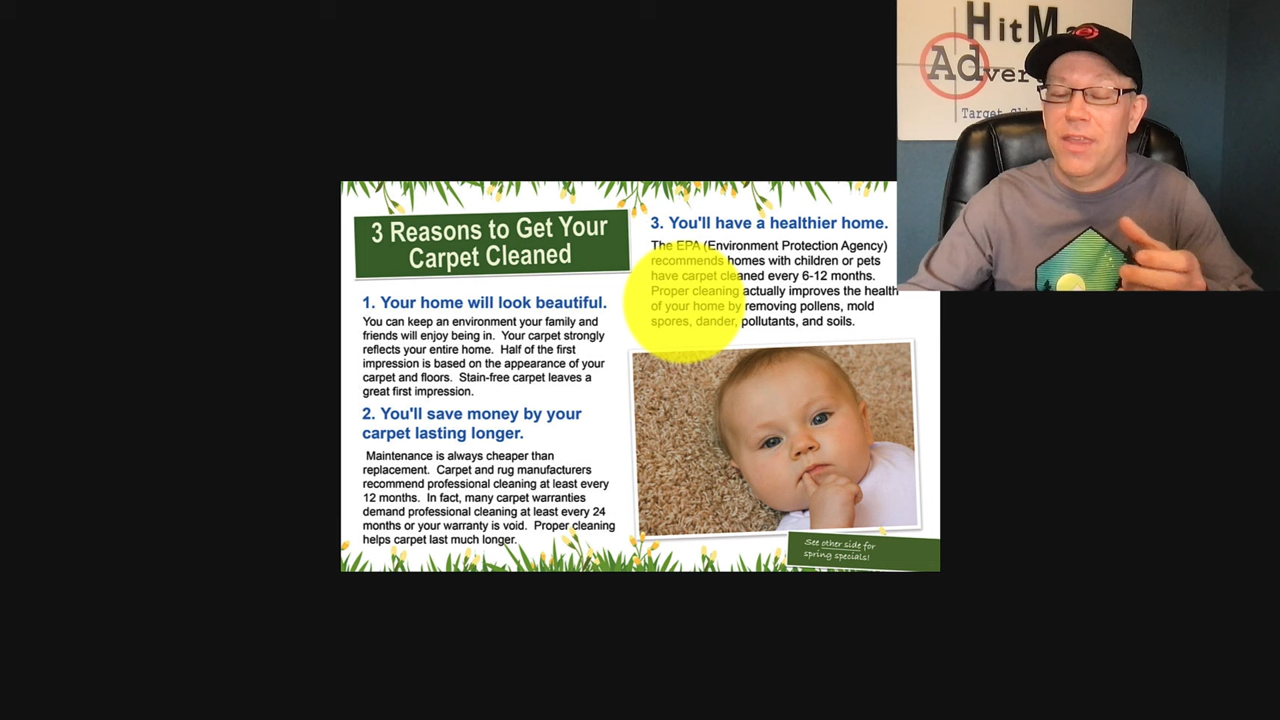 HitMa
Adver
Target Cli
3 Reasons to Get Your
Carpet Cleaned
1. Your home will look beautiful.
You can keep an environment your family and
friends will enjoy being in. Your carpet strongly
reflects your entire home. Half of the first
impression is based on the appearance of your
carpet and floors. Stain-free carpet leaves a
great first impression.
2. You'll save money by your
carpet lasting longer.
Maintenance is always cheaper than
replacement. Carpet and rug manufacturers
recommend professional cleaning at least every
12 months. In fact, many carpet warranties
demand professional cleaning at least every 24
months or your warranty is void. Proper cleaning
helps carpet last much longer.
3. You'll have a healthier home.
The EPA (Environment Protection Agency)
recommends homes with children or pets
have carpet cleaned every 6-12 months.
Proper cleaning actually improves the health
of your home by removing pollens, mold
spores, dander, pollutants, and soils.
See other side for
spring specials!